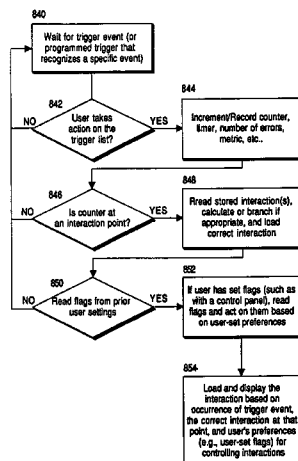 840
Wait for trigger event (or
programmed trigger that
recognizes a specific event)
842
844
User takes
action on the
trigger list?
NO
YES
Increment/Record counter,
timer, number of errors,
metric, etc..
846
848
Is counter at
an interaction point?
NO
YES
Rread stored interaction(s),
calculate or branch if
appropriate, and load
correct interaction
850
852
Read flags from prior
user settings
NO
YES
If user has set flags (such as
with a control panel), read
flags and act on them based
on user-set preferences
854
Load and display the
interaction based on
occurrence of trigger event,
the correct interaction at that
point, and user's preferences
(e.g., user-set flags) for
controlling interactions